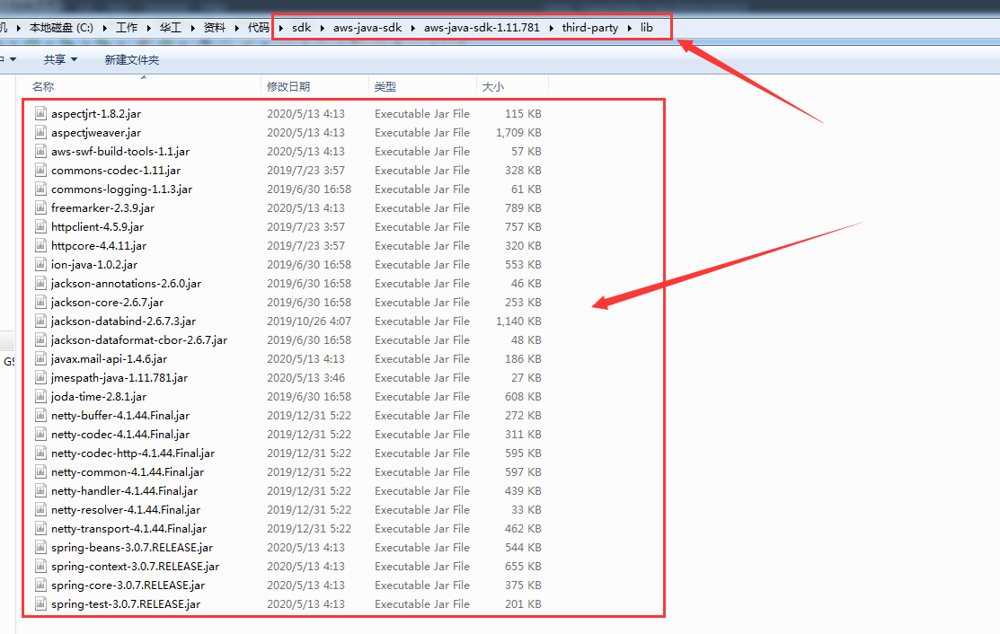 机 ▸ 本地磁盘 (C:) ▸ 工作 ▸ 华工 ▸ 资料 ▸ 代码 ▸ sdk ▸ aws-java-sdk ▸ aws-java-sdk-1.11.781 ▸ third-party ▸ lib
中 共享 新建文件夹
名称 修改日期 类型 大小
aspectjrt-1.8.2.jar 2020/5/13 4:13 Executable Jar File 115 KB
aspectjweaver.jar 2020/5/13 4:13 Executable Jar File 1,709 KB
aws-swf-build-tools-1.1.jar 2020/5/13 4:13 Executable Jar File 57 KB
commons-codec-1.11.jar 2019/7/23 3:57 Executable Jar File 328 KB
commons-logging-1.1.3.jar 2019/6/30 16:58 Executable Jar File 61 KB
freemarker-2.3.9.jar 2020/5/13 4:13 Executable Jar File 789 KB
httpclient-4.5.9.jar 2019/7/23 3:57 Executable Jar File 757 KB
httpcore-4.4.11.jar 2019/7/23 3:57 Executable Jar File 320 KB
ion-java-1.0.2.jar 2019/6/30 16:58 Executable Jar File 553 KB
jackson-annotations-2.6.0.jar 2019/6/30 16:58 Executable Jar File 46 KB
jackson-core-2.6.7.jar 2019/6/30 16:58 Executable Jar File 253 KB
jackson-databind-2.6.7.3.jar 2019/10/26 4:07 Executable Jar File 1,140 KB
jackson-dataformat-cbor-2.6.7.jar 2019/6/30 16:58 Executable Jar File 48 KB
GS
javax.mail-api-1.4.6.jar 2020/5/13 4:13 Executable Jar File 186 KB
jmespath-java-1.11.781.jar 2020/5/13 3:46 Executable Jar File 27 KB
joda-time-2.8.1.jar 2019/6/30 16:58 Executable Jar File 608 KB
netty-buffer-4.1.44.Final.jar 2019/12/31 5:22 Executable Jar File 272 KB
netty-codec-4.1.44.Final.jar 2019/12/31 5:22 Executable Jar File 311 KB
netty-codec-http-4.1.44.Final.jar 2019/12/31 5:22 Executable Jar File 595 KB
netty-common-4.1.44.Final.jar 2019/12/31 5:22 Executable Jar File 597 KB
netty-handler-4.1.44.Final.jar 2019/12/31 5:22 Executable Jar File 439 KB
netty-resolver-4.1.44.Final.jar 2019/12/31 5:22 Executable Jar File 33 KB
netty-transport-4.1.44.Final.jar 2019/12/31 5:22 Executable Jar File 462 KB
spring-beans-3.0.7.RELEASE.jar 2020/5/13 4:13 Executable Jar File 544 KB
spring-context-3.0.7.RELEASE.jar 2020/5/13 4:13 Executable Jar File 655 KB
spring-core-3.0.7.RELEASE.jar 2020/5/13 4:13 Executable Jar File 375 KB
spring-test-3.0.7.RELEASE.jar 2020/5/13 4:13 Executable Jar File 201 KB